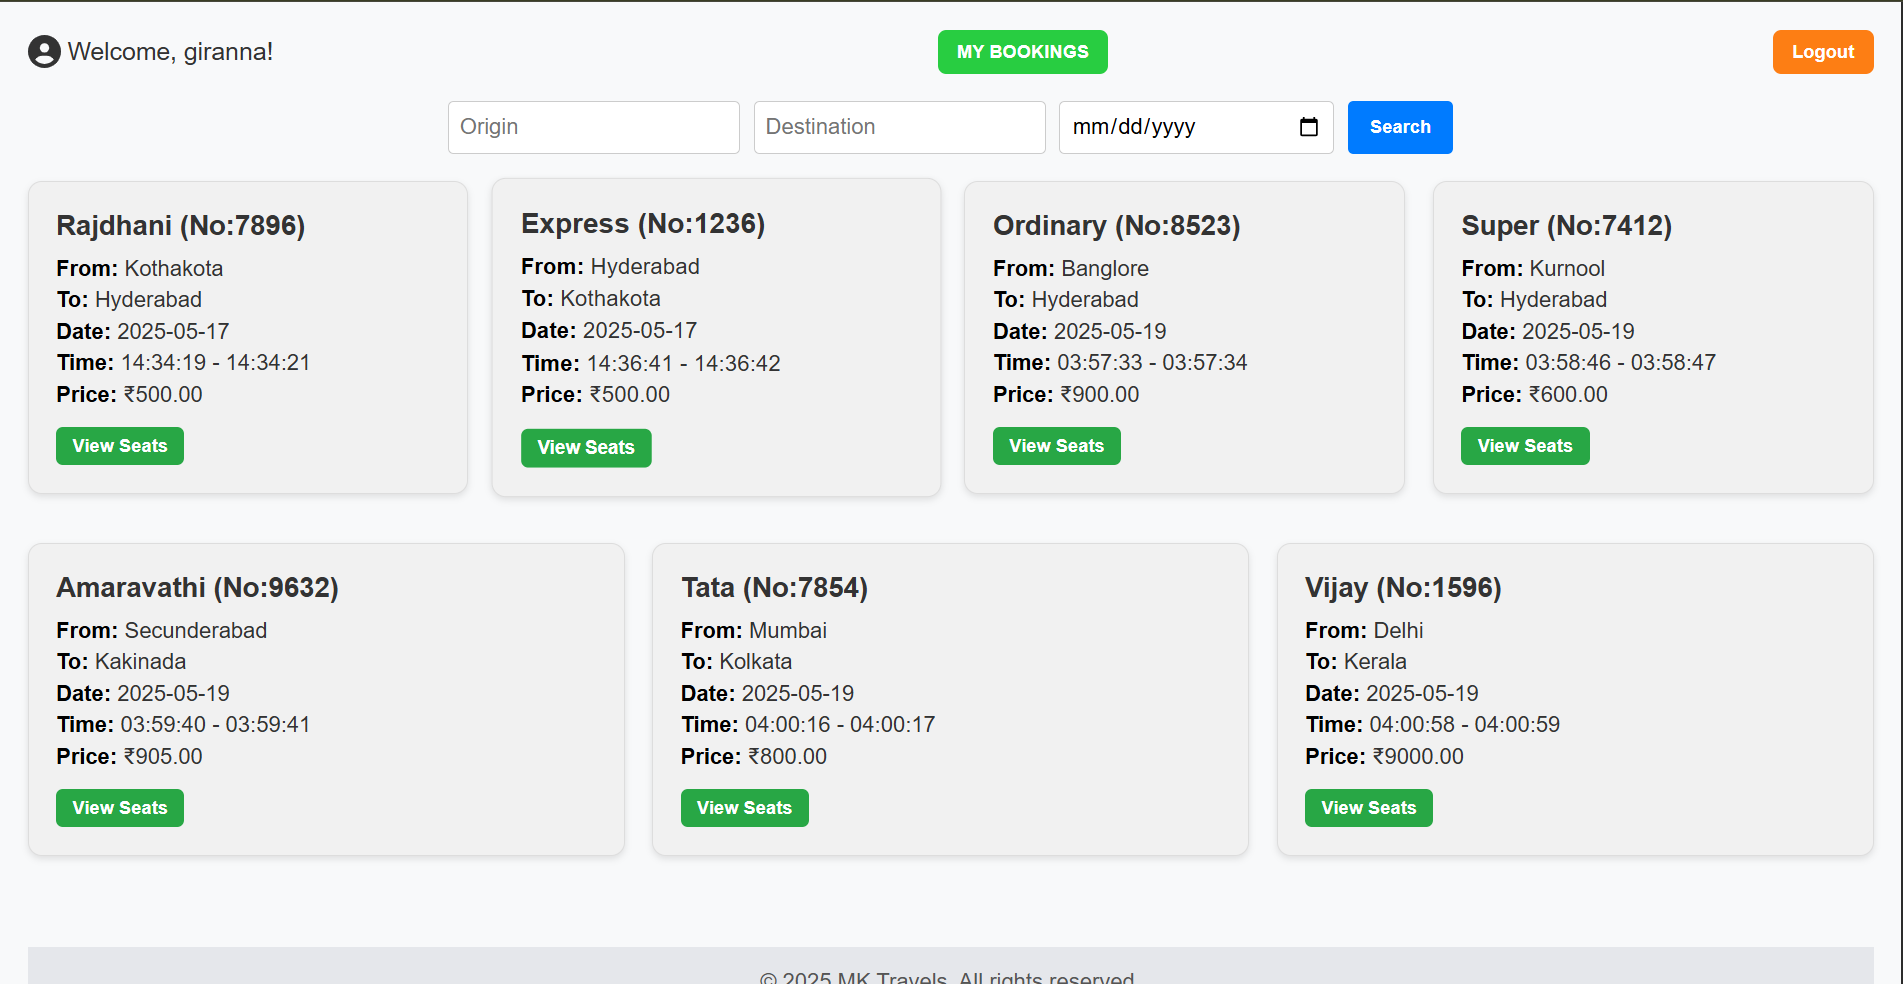 Welcome, giranna!
MY BOOKINGS
Logout
Origin
Destination
mm/dd/yyyy
Search
Rajdhani (No:7896)
From: Kothakota
To: Hyderabad
Date: 2025-05-17
Time: 14:34:19 - 14:34:21
Price: ₹500.00
View Seats
Express (No:1236)
From: Hyderabad
To: Kothakota
Date: 2025-05-17
Time: 14:36:41 - 14:36:42
Price: ₹500.00
View Seats
Ordinary (No:8523)
From: Banglore
To: Hyderabad
Date: 2025-05-19
Time: 03:57:33 - 03:57:34
Price: ₹900.00
View Seats
Super (No:7412)
From: Kurnool
To: Hyderabad
Date: 2025-05-19
Time: 03:58:46 - 03:58:47
Price: ₹600.00
View Seats
Amaravathi (No:9632)
From: Secunderabad
To: Kakinada
Date: 2025-05-19
Time: 03:59:40 - 03:59:41
Price: ₹905.00
View Seats
Tata (No:7854)
From: Mumbai
To: Kolkata
Date: 2025-05-19
Time: 04:00:16 - 04:00:17
Price: ₹800.00
View Seats
Vijay (No:1596)
From: Delhi
To: Kerala
Date: 2025-05-19
Time: 04:00:58 - 04:00:59
Price: ₹9000.00
View Seats
© 2025 MK Travels. All rights reserved.